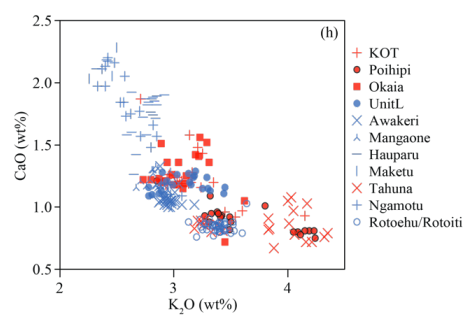 (h)
2.5
2.0
1.5
1.0
0.5
CaO (wt%)
2
3
4
K₂O (wt%)
KOT
Poihipi
Okaia
UnitL
Awakeri
Mangaone
Hauparu
Maketu
Tahuna
Ngamotu
Rotoehu/Rotoiti